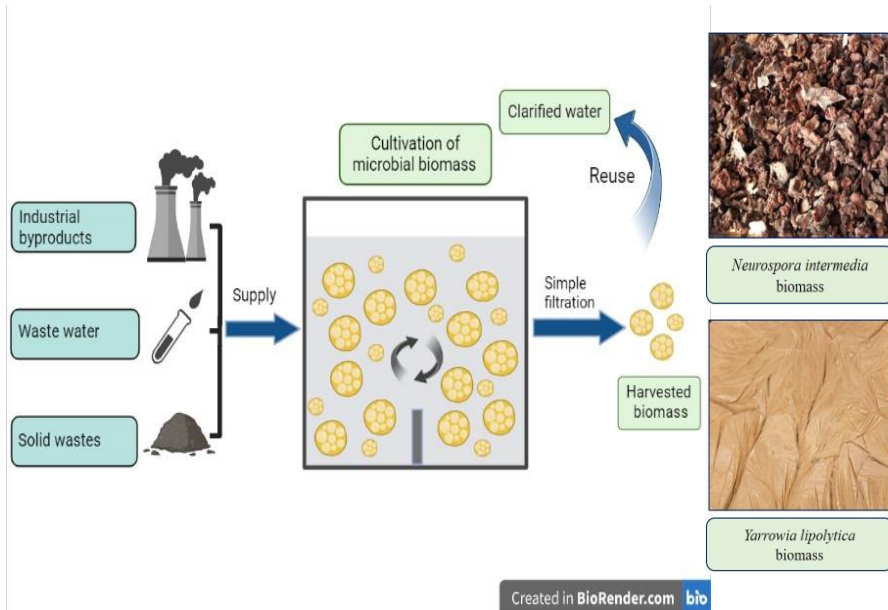 Industrial
byproducts
Waste water
Solid wastes
Supply
Cultivation of
microbial biomass
Simple
filtration
Clarified water
Reuse
Harvested
biomass
Neurospora intermedia
biomass
Yarrowia lipolytica
biomass
Created in BioRender.com bio